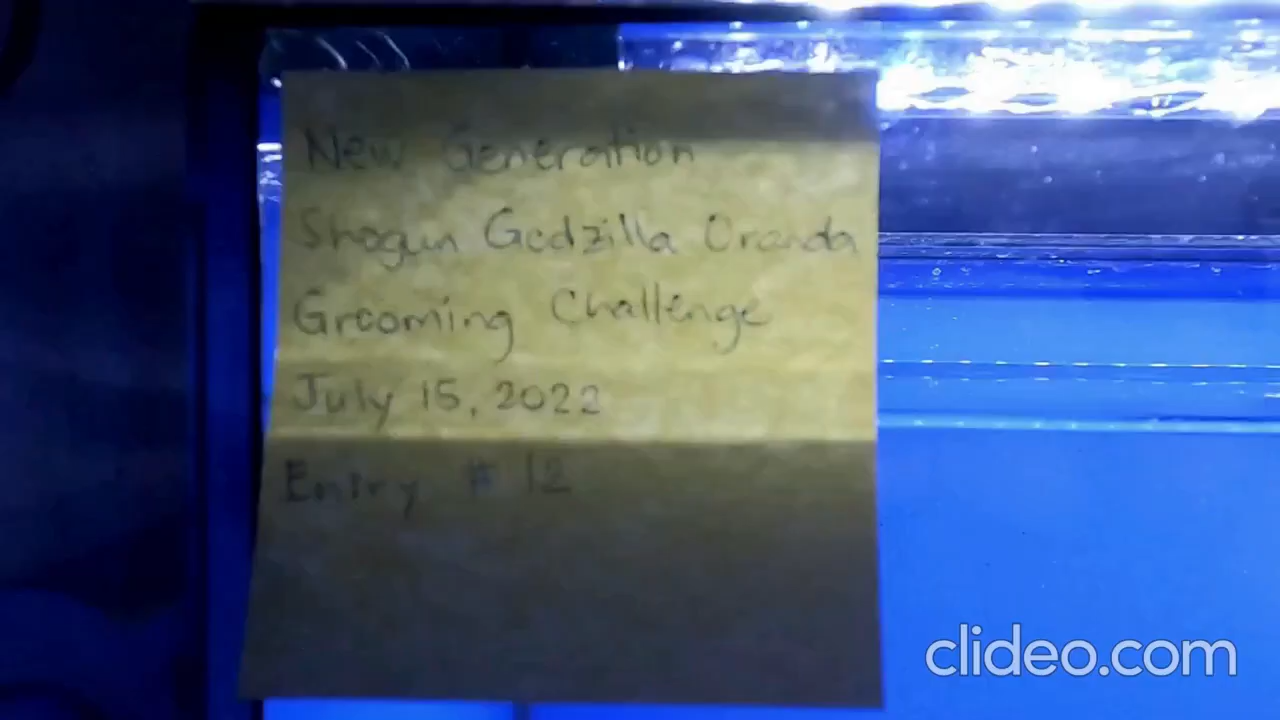 New Generation
Shogun Godzilla Oranda
Grooming Challenge
July 15, 2022
Entry # 12
clideo.com